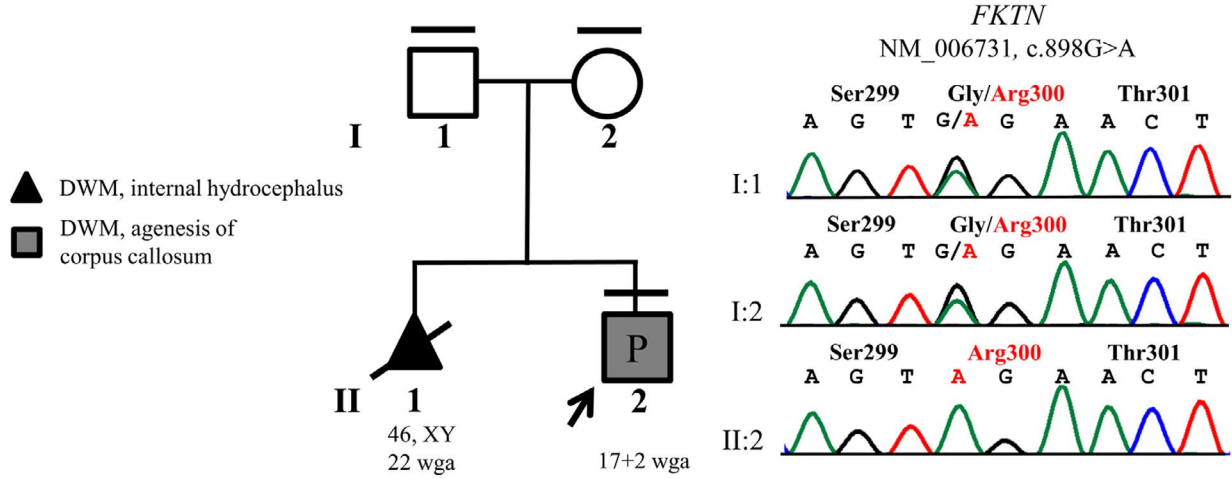 FKTN
NM_006731, c.898G>A
I
1
2
DWM, internal hydrocephalus
DWM, agenesis of
corpus callosum
P
II
1
2
46, XY
22 wga
17+2 wga
Ser299 Gly/Arg300 Thr301
A G T G/A G A A C T
I:1
Ser299 Gly/Arg300 Thr301
A G T G/A G A A C T
I:2
Ser299 Arg300 Thr301
A G T A G A A C T
II:2